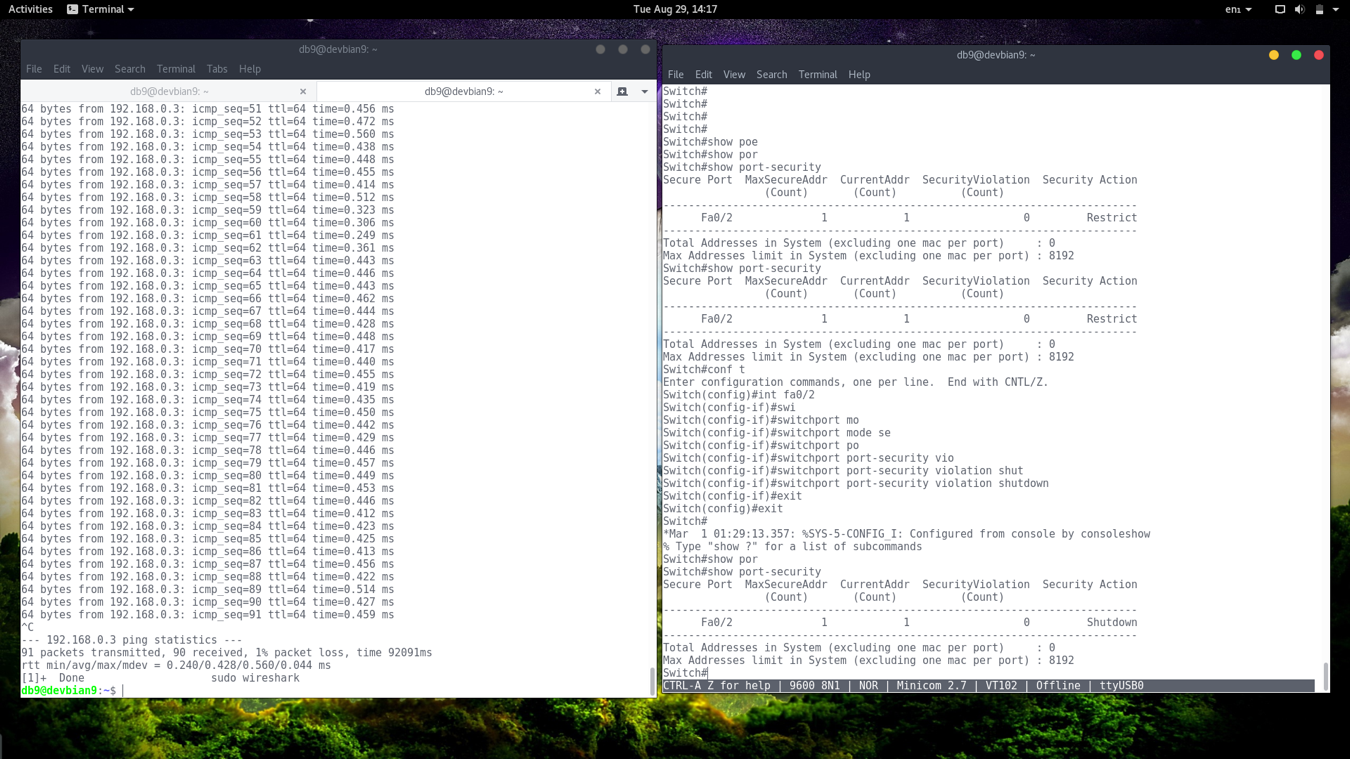 Activities Terminal Tue Aug 29, 14:17 en₁
db9@devbian9: ~
File Edit View Search Terminal Tabs Help
db9@devbian9: ~ × db9@devbian9: ~ ×
64 bytes from 192.168.0.3: icmp_seq=51 ttl=64 time=0.456 ms
64 bytes from 192.168.0.3: icmp_seq=52 ttl=64 time=0.472 ms
64 bytes from 192.168.0.3: icmp_seq=53 ttl=64 time=0.560 ms
64 bytes from 192.168.0.3: icmp_seq=54 ttl=64 time=0.438 ms
64 bytes from 192.168.0.3: icmp_seq=55 ttl=64 time=0.448 ms
64 bytes from 192.168.0.3: icmp_seq=56 ttl=64 time=0.455 ms
64 bytes from 192.168.0.3: icmp_seq=57 ttl=64 time=0.414 ms
64 bytes from 192.168.0.3: icmp_seq=58 ttl=64 time=0.512 ms
64 bytes from 192.168.0.3: icmp_seq=59 ttl=64 time=0.323 ms
64 bytes from 192.168.0.3: icmp_seq=60 ttl=64 time=0.306 ms
64 bytes from 192.168.0.3: icmp_seq=61 ttl=64 time=0.249 ms
64 bytes from 192.168.0.3: icmp_seq=62 ttl=64 time=0.361 ms
64 bytes from 192.168.0.3: icmp_seq=63 ttl=64 time=0.443 ms
64 bytes from 192.168.0.3: icmp_seq=64 ttl=64 time=0.446 ms
64 bytes from 192.168.0.3: icmp_seq=65 ttl=64 time=0.443 ms
64 bytes from 192.168.0.3: icmp_seq=66 ttl=64 time=0.462 ms
64 bytes from 192.168.0.3: icmp_seq=67 ttl=64 time=0.444 ms
64 bytes from 192.168.0.3: icmp_seq=68 ttl=64 time=0.428 ms
64 bytes from 192.168.0.3: icmp_seq=69 ttl=64 time=0.448 ms
64 bytes from 192.168.0.3: icmp_seq=70 ttl=64 time=0.417 ms
64 bytes from 192.168.0.3: icmp_seq=71 ttl=64 time=0.440 ms
64 bytes from 192.168.0.3: icmp_seq=72 ttl=64 time=0.455 ms
64 bytes from 192.168.0.3: icmp_seq=73 ttl=64 time=0.419 ms
64 bytes from 192.168.0.3: icmp_seq=74 ttl=64 time=0.435 ms
64 bytes from 192.168.0.3: icmp_seq=75 ttl=64 time=0.450 ms
64 bytes from 192.168.0.3: icmp_seq=76 ttl=64 time=0.442 ms
64 bytes from 192.168.0.3: icmp_seq=77 ttl=64 time=0.429 ms
64 bytes from 192.168.0.3: icmp_seq=78 ttl=64 time=0.446 ms
64 bytes from 192.168.0.3: icmp_seq=79 ttl=64 time=0.457 ms
64 bytes from 192.168.0.3: icmp_seq=80 ttl=64 time=0.449 ms
64 bytes from 192.168.0.3: icmp_seq=81 ttl=64 time=0.453 ms
64 bytes from 192.168.0.3: icmp_seq=82 ttl=64 time=0.446 ms
64 bytes from 192.168.0.3: icmp_seq=83 ttl=64 time=0.412 ms
64 bytes from 192.168.0.3: icmp_seq=84 ttl=64 time=0.423 ms
64 bytes from 192.168.0.3: icmp_seq=85 ttl=64 time=0.425 ms
64 bytes from 192.168.0.3: icmp_seq=86 ttl=64 time=0.413 ms
64 bytes from 192.168.0.3: icmp_seq=87 ttl=64 time=0.456 ms
64 bytes from 192.168.0.3: icmp_seq=88 ttl=64 time=0.422 ms
64 bytes from 192.168.0.3: icmp_seq=89 ttl=64 time=0.514 ms
64 bytes from 192.168.0.3: icmp_seq=90 ttl=64 time=0.427 ms
64 bytes from 192.168.0.3: icmp_seq=91 ttl=64 time=0.459 ms
^C
--- 192.168.0.3 ping statistics ---
91 packets transmitted, 90 received, 1% packet loss, time 92091ms
rtt min/avg/max/mdev = 0.240/0.428/0.560/0.044 ms
[1]+  Done                    sudo wireshark
db9@devbian9:~$
db9@devbian9: ~
File Edit View Search Terminal Help
Switch#
Switch#
Switch#
Switch#
Switch#show poe
Switch#show por
Switch#show port-security
Secure Port  MaxSecureAddr  CurrentAddr  SecurityViolation  Security Action
                (Count)       (Count)          (Count)
---------------------------------------------------------------------------
      Fa0/2              1            1                  0         Restrict
---------------------------------------------------------------------------
Total Addresses in System (excluding one mac per port)     : 0
Max Addresses limit in System (excluding one mac per port) : 8192
Switch#show port-security
Secure Port  MaxSecureAddr  CurrentAddr  SecurityViolation  Security Action
                (Count)       (Count)          (Count)
---------------------------------------------------------------------------
      Fa0/2              1            1                  0         Restrict
---------------------------------------------------------------------------
Total Addresses in System (excluding one mac per port)     : 0
Max Addresses limit in System (excluding one mac per port) : 8192
Switch#conf t
Enter configuration commands, one per line.  End with CNTL/Z.
Switch(config)#int fa0/2
Switch(config-if)#swi
Switch(config-if)#switchport mo
Switch(config-if)#switchport mode se
Switch(config-if)#switchport po
Switch(config-if)#switchport port-security vio
Switch(config-if)#switchport port-security violation shut
Switch(config-if)#switchport port-security violation shutdown
Switch(config-if)#exit
Switch(config)#exit
Switch#
*Mar  1 01:29:13.357: %SYS-5-CONFIG_I: Configured from console by consoleshow
% Type "show ?" for a list of subcommands
Switch#show por
Switch#show port-security
Secure Port  MaxSecureAddr  CurrentAddr  SecurityViolation  Security Action
                (Count)       (Count)          (Count)
---------------------------------------------------------------------------
      Fa0/2              1            1                  0         Shutdown
---------------------------------------------------------------------------
Total Addresses in System (excluding one mac per port)     : 0
Max Addresses limit in System (excluding one mac per port) : 8192
Switch#
CTRL-A Z for help | 9600 8N1 | NOR | Minicom 2.7 | VT102 | Offline | ttyUSB0